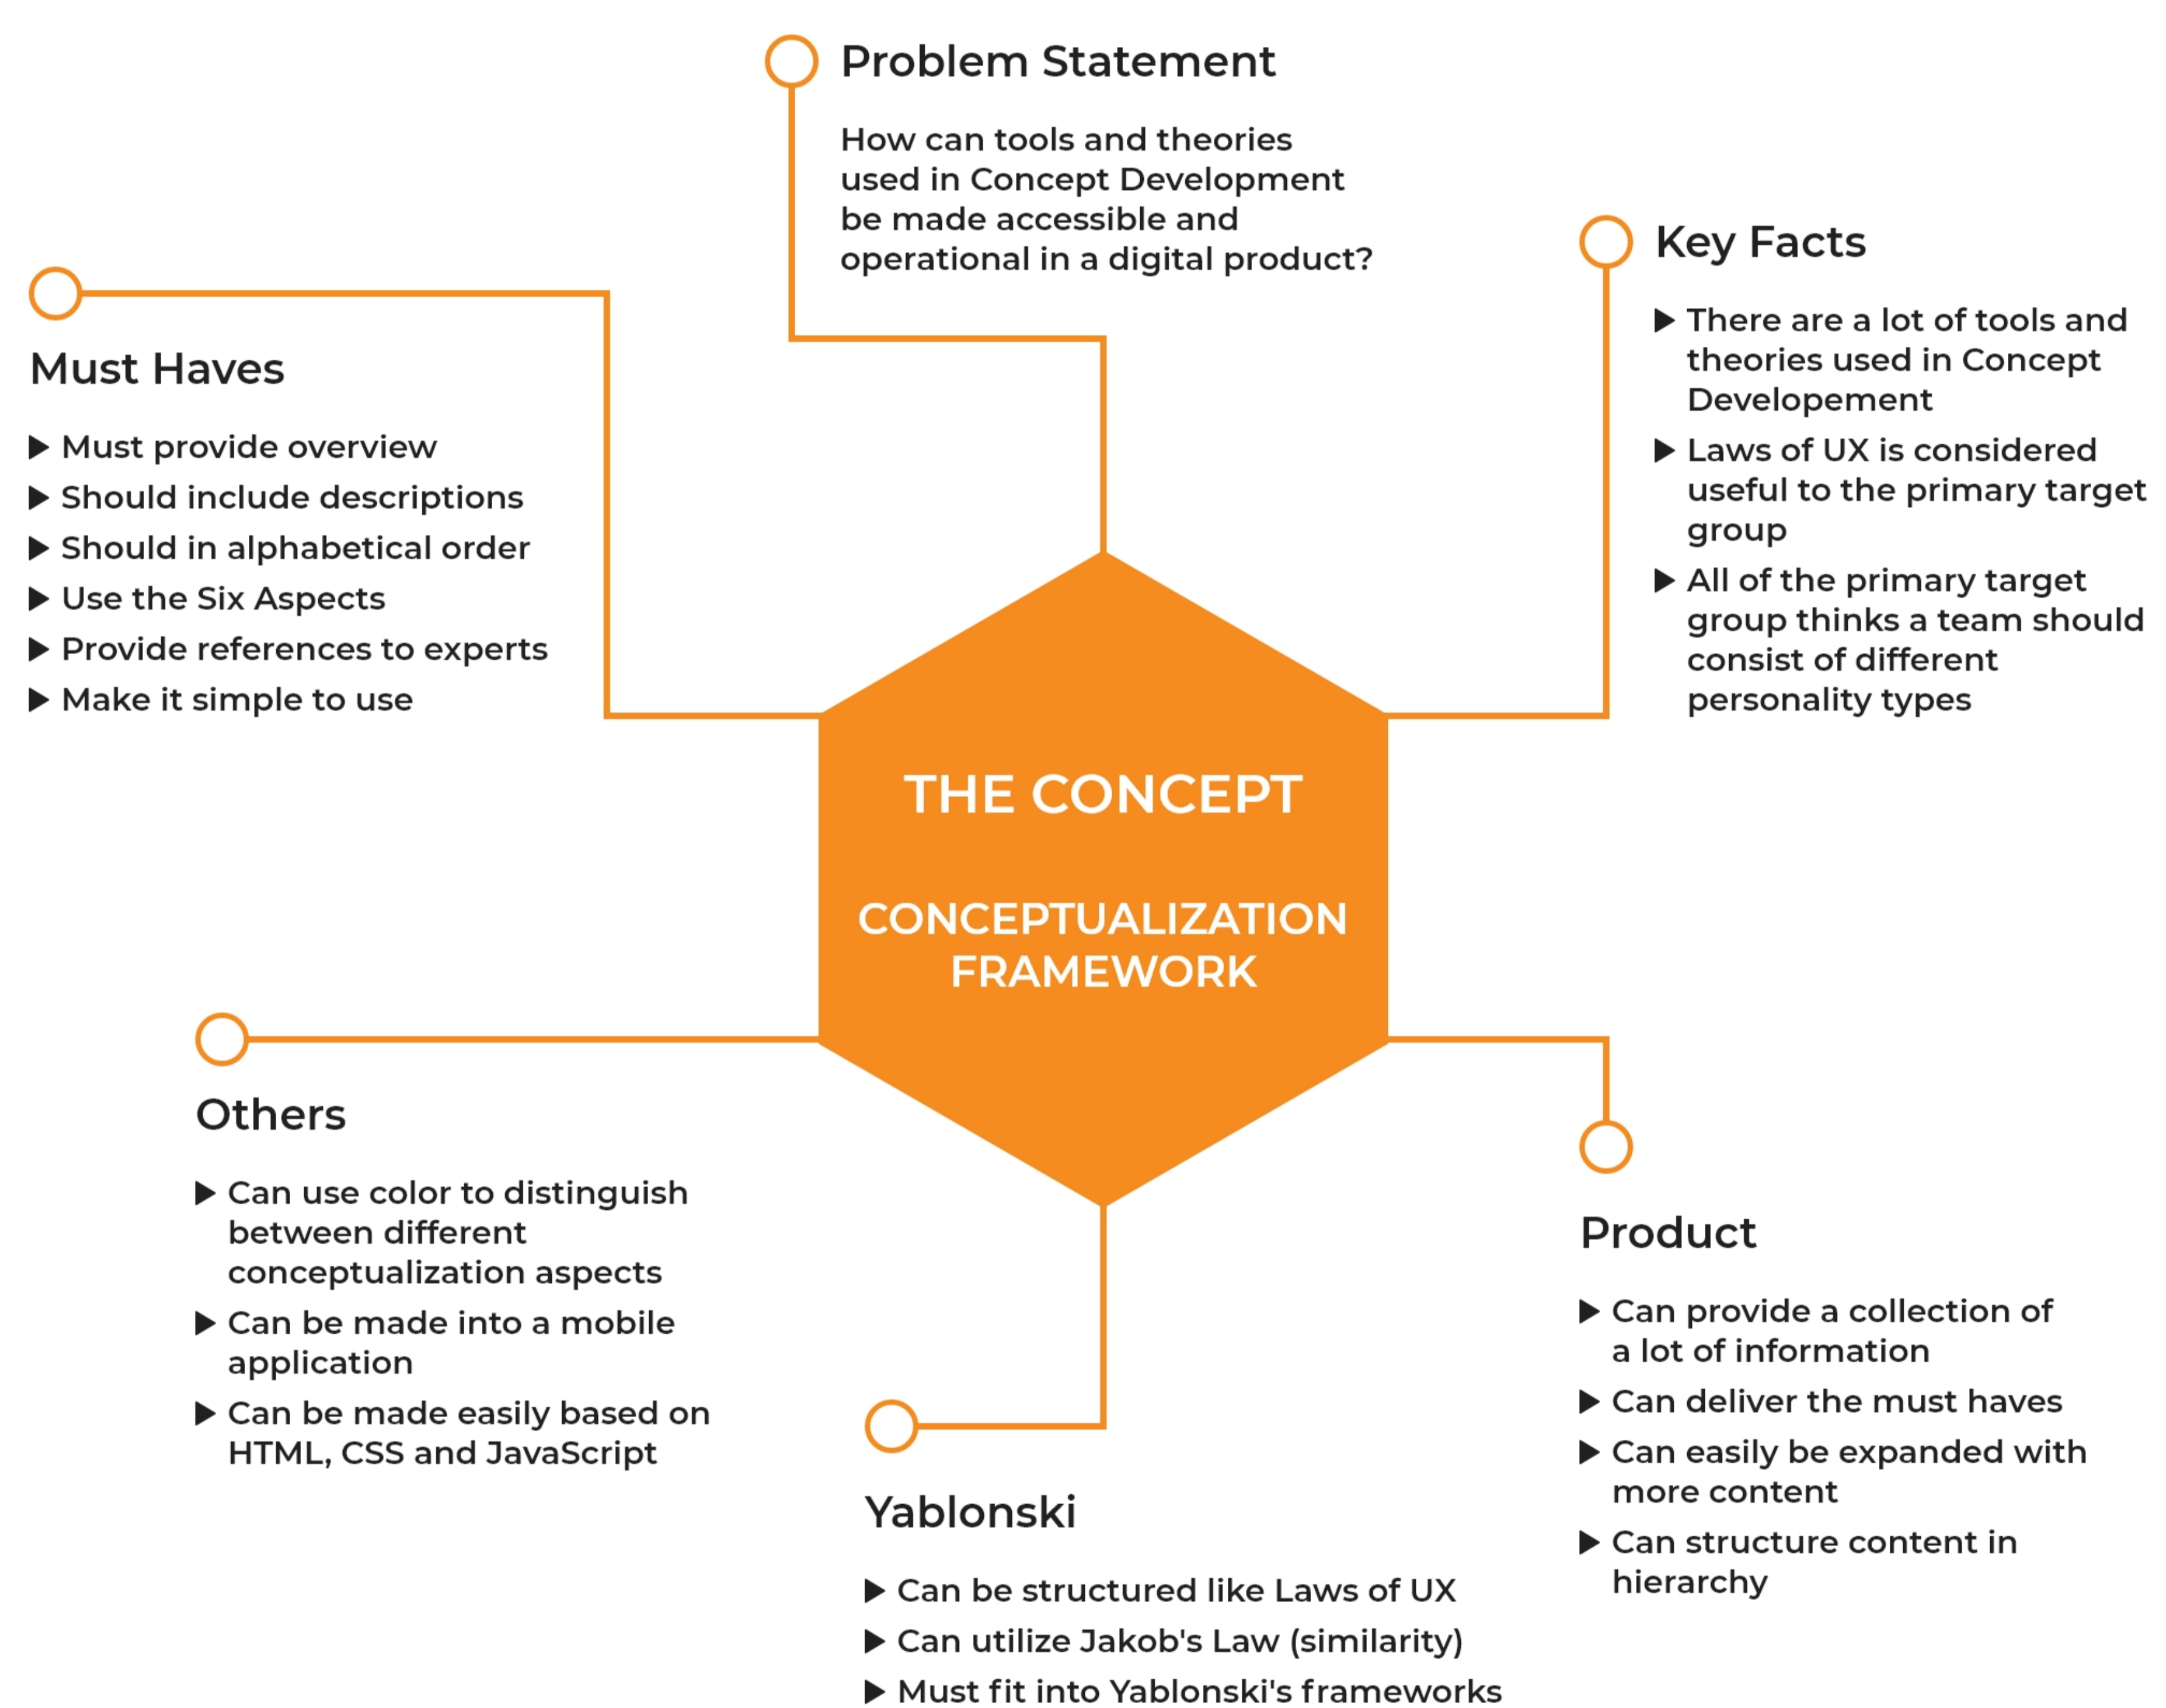 Problem Statement
How can tools and theories
used in Concept Development
be made accessible and
operational in a digital product?
Key Facts
There are a lot of tools and
theories used in Concept
Developement
Laws of UX is considered
useful to the primary target
group
All of the primary target
group thinks a team should
consist of different
personality types
Must Haves
Must provide overview
Should include descriptions
Should in alphabetical order
Use the Six Aspects
Provide references to experts
Make it simple to use
THE CONCEPT
CONCEPTUALIZATION
FRAMEWORK
Others
Can use color to distinguish
between different
conceptualization aspects
Can be made into a mobile
application
Can be made easily based on
HTML, CSS and JavaScript
Product
Can provide a collection of
a lot of information
Can deliver the must haves
Can easily be expanded with
more content
Can structure content in
hierarchy
Yablonski
Can be structured like Laws of UX
Can utilize Jakob's Law (similarity)
Must fit into Yablonski's frameworks